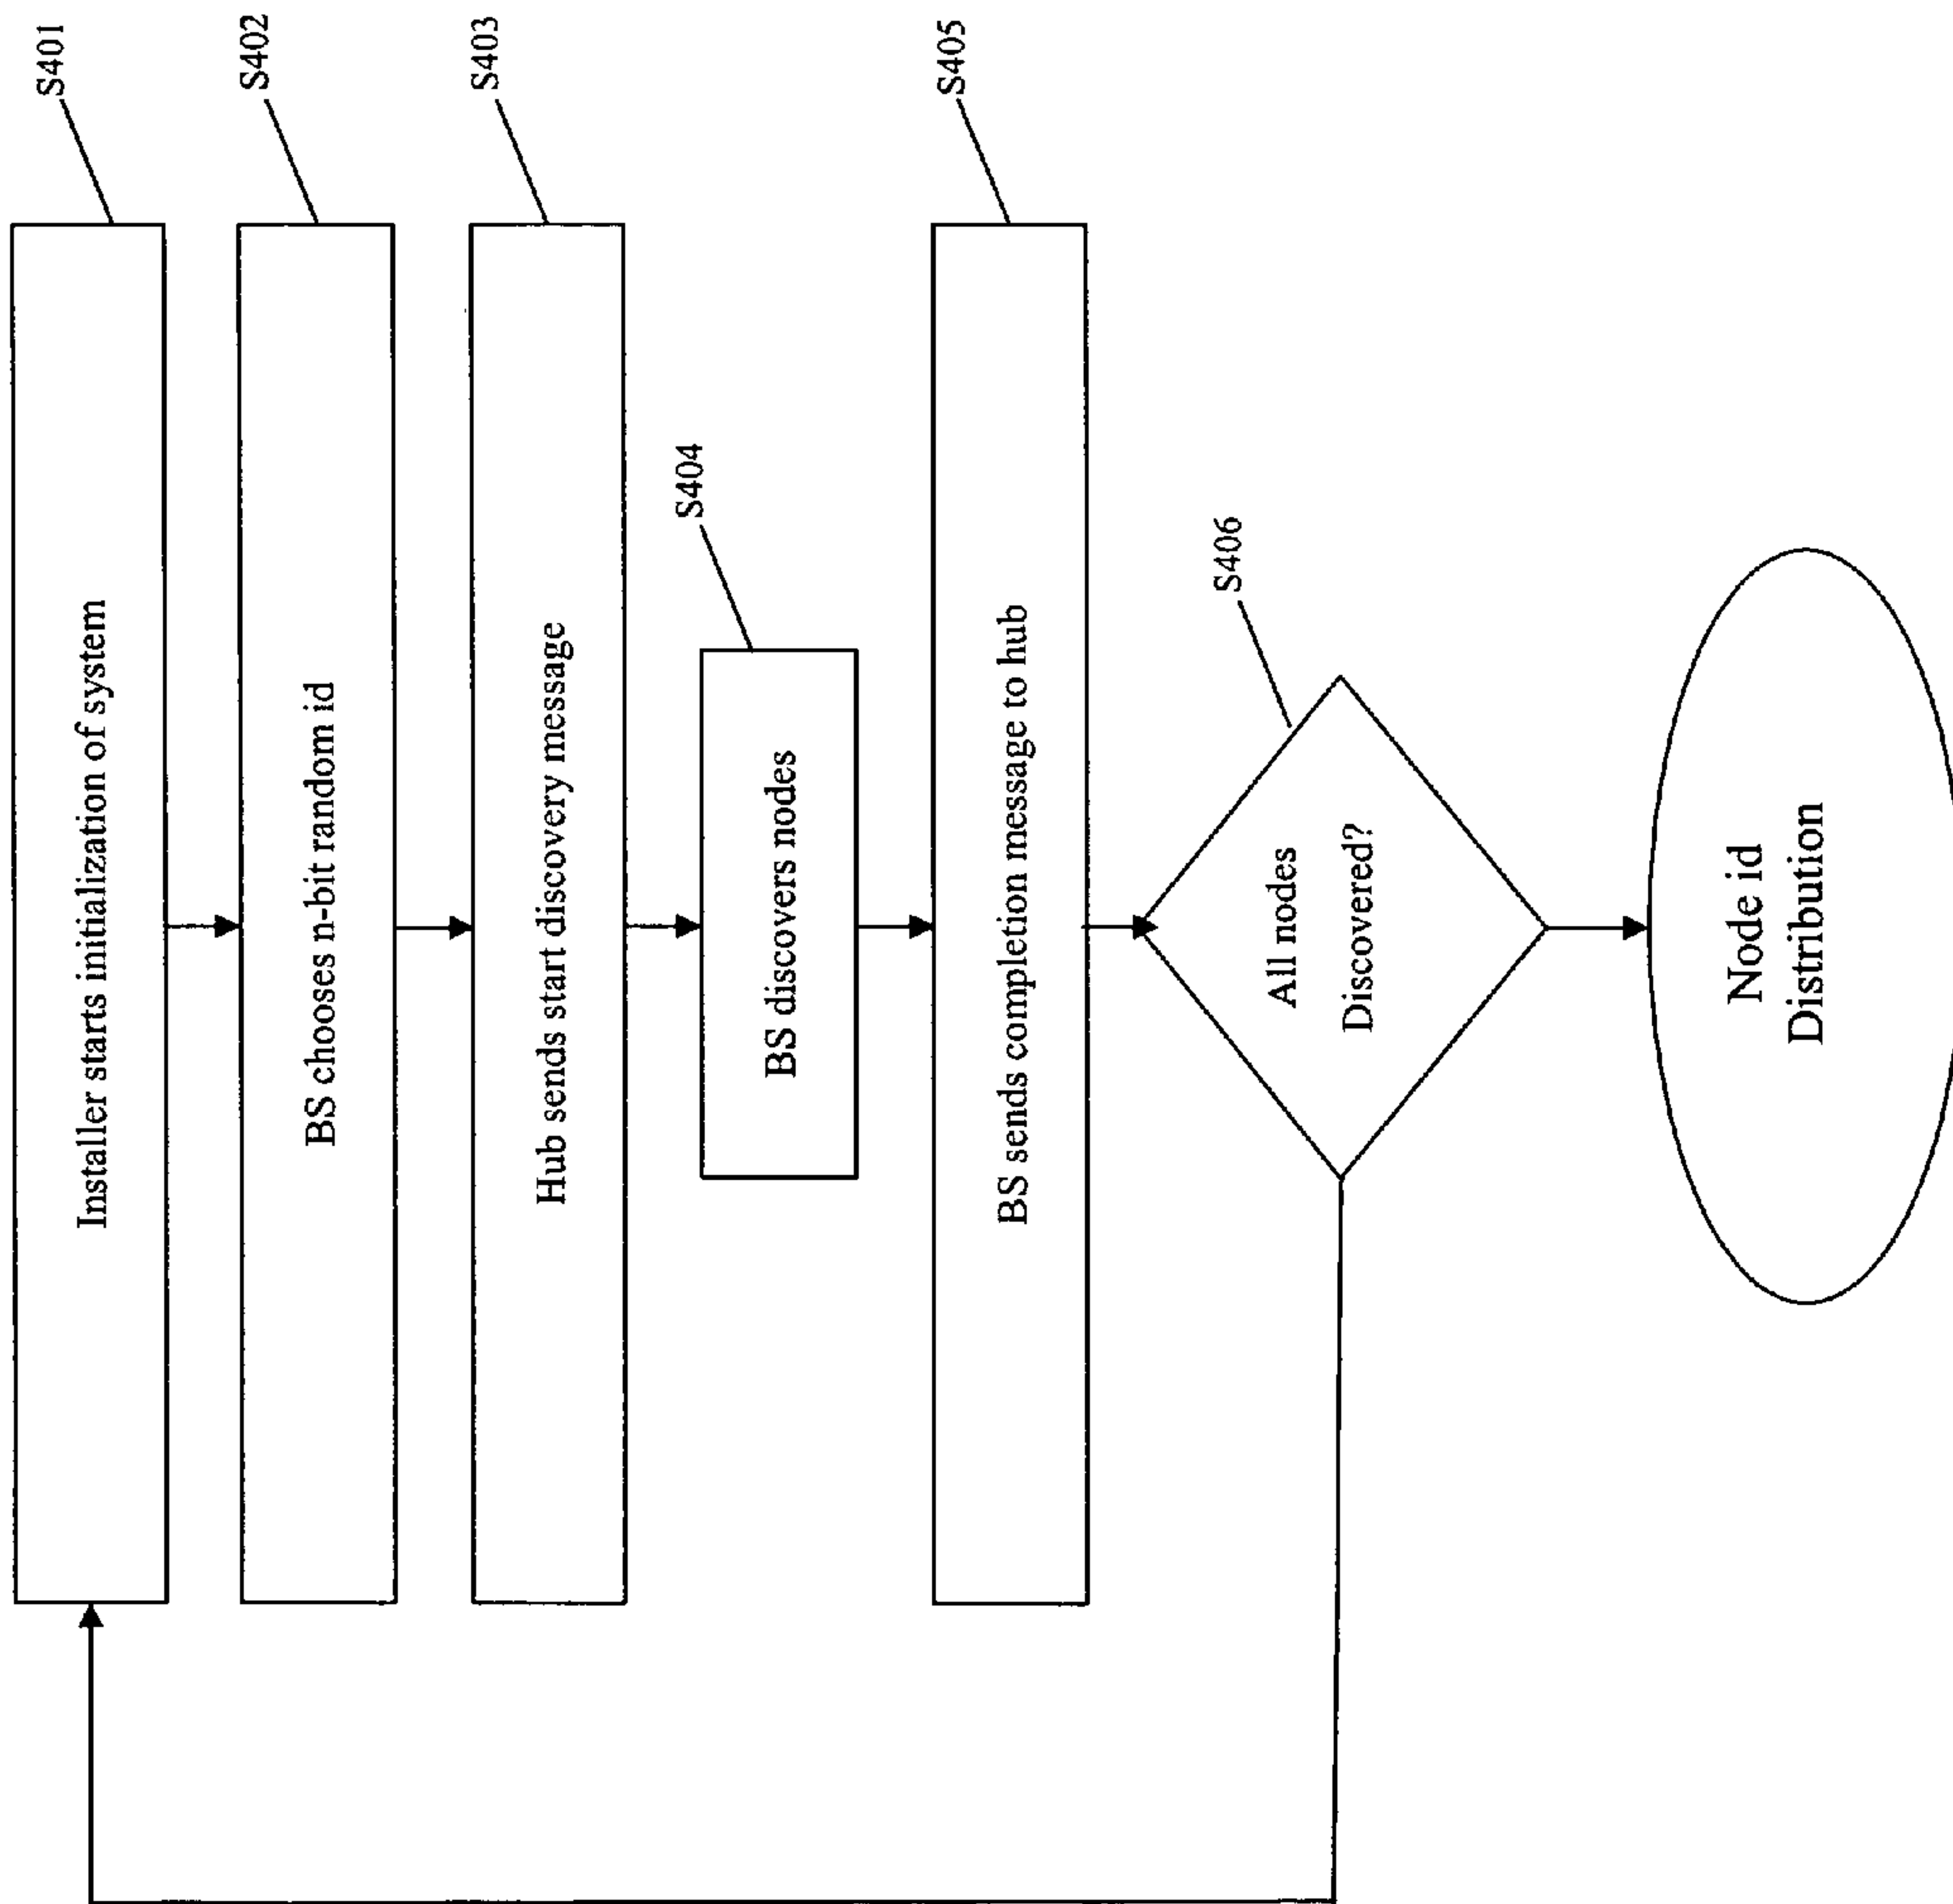 S401
Installer starts initialization of system
S402
BS chooses n-bit random id
S403
Hub sends start discovery message
S404
BS discovers nodes
S405
BS sends completion message to hub
S406
All nodes
Discovered?
Node id
Distribution